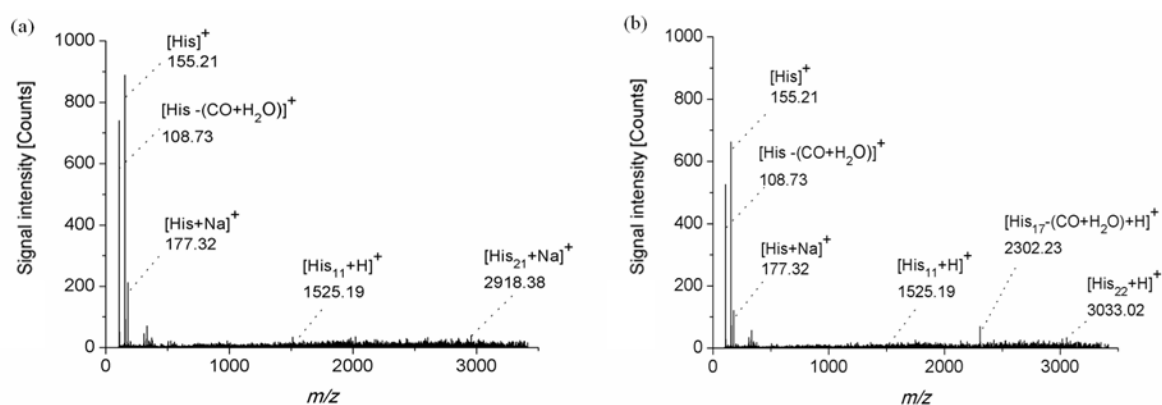 (a)
1000
800
600
400
200
0
Signal intensity [Counts]
[His]⁺
155.21
[His -(CO+H₂O)]⁺
108.73
[His+Na]⁺
177.32
[His₁₁+H]⁺
1525.19
[His₂₁+Na]⁺
2918.38
0 1000 2000 3000
m/z
(b)
1000
800
600
400
200
0
Signal intensity [Counts]
[His]⁺
155.21
[His -(CO+H₂O)]⁺
108.73
[His+Na]⁺
177.32
[His₁₁+H]⁺
1525.19
[His₁₇-(CO+H₂O)+H]⁺
2302.23
[His₂₂+H]⁺
3033.02
0 1000 2000 3000
m/z